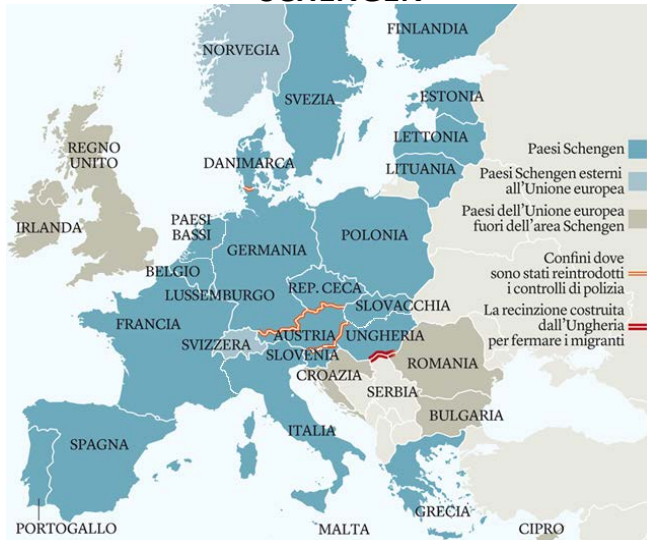 SCHENGEN
NORVEGIA
FINLANDIA
SVEZIA
ESTONIA
LETTONIA
LITUANIA
REGNO
UNITO
DANIMARCA
IRLANDA
PAESI
BASSI
GERMANIA
POLONIA
BELGIO
LUSSEMBURGO
REP. CECA
SLOVACCHIA
FRANCIA
SVIZZERA
AUSTRIA
UNGHERIA
SLOVENIA
CROAZIA
ROMANIA
SERBIA
BULGARIA
SPAGNA
ITALIA
PORTOGALLO
MALTA
GRECIA
CIPRO
Paesi Schengen
Paesi Schengen esterni
all'Unione europea
Paesi dell'Unione europea
fuori dell'area Schengen
Confini dove
sono stati reintrodotti
i controlli di polizia
La recinzione costruita
dall'Ungheria
per fermare i migranti